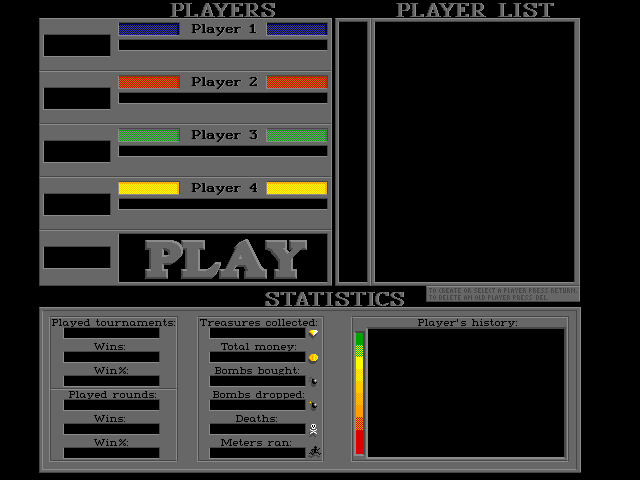 PLAYERS
PLAYER LIST
Player 1
Player 2
Player 3
Player 4
PLAY
TO CREATE OR SELECT A PLAYER PRESS RETURN.
TO DELETE AN OLD PLAYER PRESS DEL.
STATISTICS
Played tournaments:
Wins:
Win%:
Played rounds:
Wins:
Win%:
Treasures collected:
Total money:
Bombs bought:
Bombs dropped:
Deaths:
Meters ran:
Player's history: